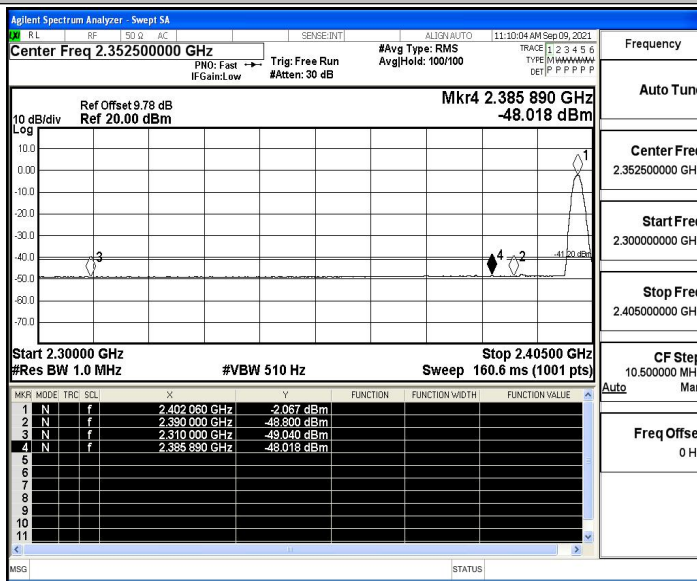 Agilent Spectrum Analyzer - Swept SA
LXI RL RF 50 Ω AC SENSE:INT ALIGN AUTO 11:10:04 AM Sep 09, 2021
Center Freq 2.352500000 GHz #Avg Type: RMS TRACE 1 2 3 4 5 6
PNO: Fast Trig: Free Run Avg|Hold: 100/100 TYPE M
IFGain:Low #Atten: 30 dB DET P P P P P P
Mkr4 2.385 890 GHz
-48.018 dBm
Ref Offset 9.78 dB
10 dB/div Ref 20.00 dBm
Log
10.0
0.00
-10.0
-20.0
-30.0
-40.0
-50.0
-60.0
-70.0
1
3
4
2
-41.20 dBm
Start 2.30000 GHz Stop 2.40500 GHz
#Res BW 1.0 MHz #VBW 510 Hz Sweep 160.6 ms (1001 pts)
MKR MODE TRC SCL X Y FUNCTION FUNCTION WIDTH FUNCTION VALUE
1 N f 2.402 060 GHz -2.067 dBm
2 N f 2.390 000 GHz -48.800 dBm
3 N f 2.310 000 GHz -49.040 dBm
4 N f 2.385 890 GHz -48.018 dBm
5
6
7
8
9
10
11
MSG STATUS
Frequency
Auto Tun
Center Fre
2.352500000 GH
Start Fre
2.300000000 GH
Stop Fre
2.405000000 GH
CF Ste
10.500000 MH
Auto Ma
Freq Offse
0 H